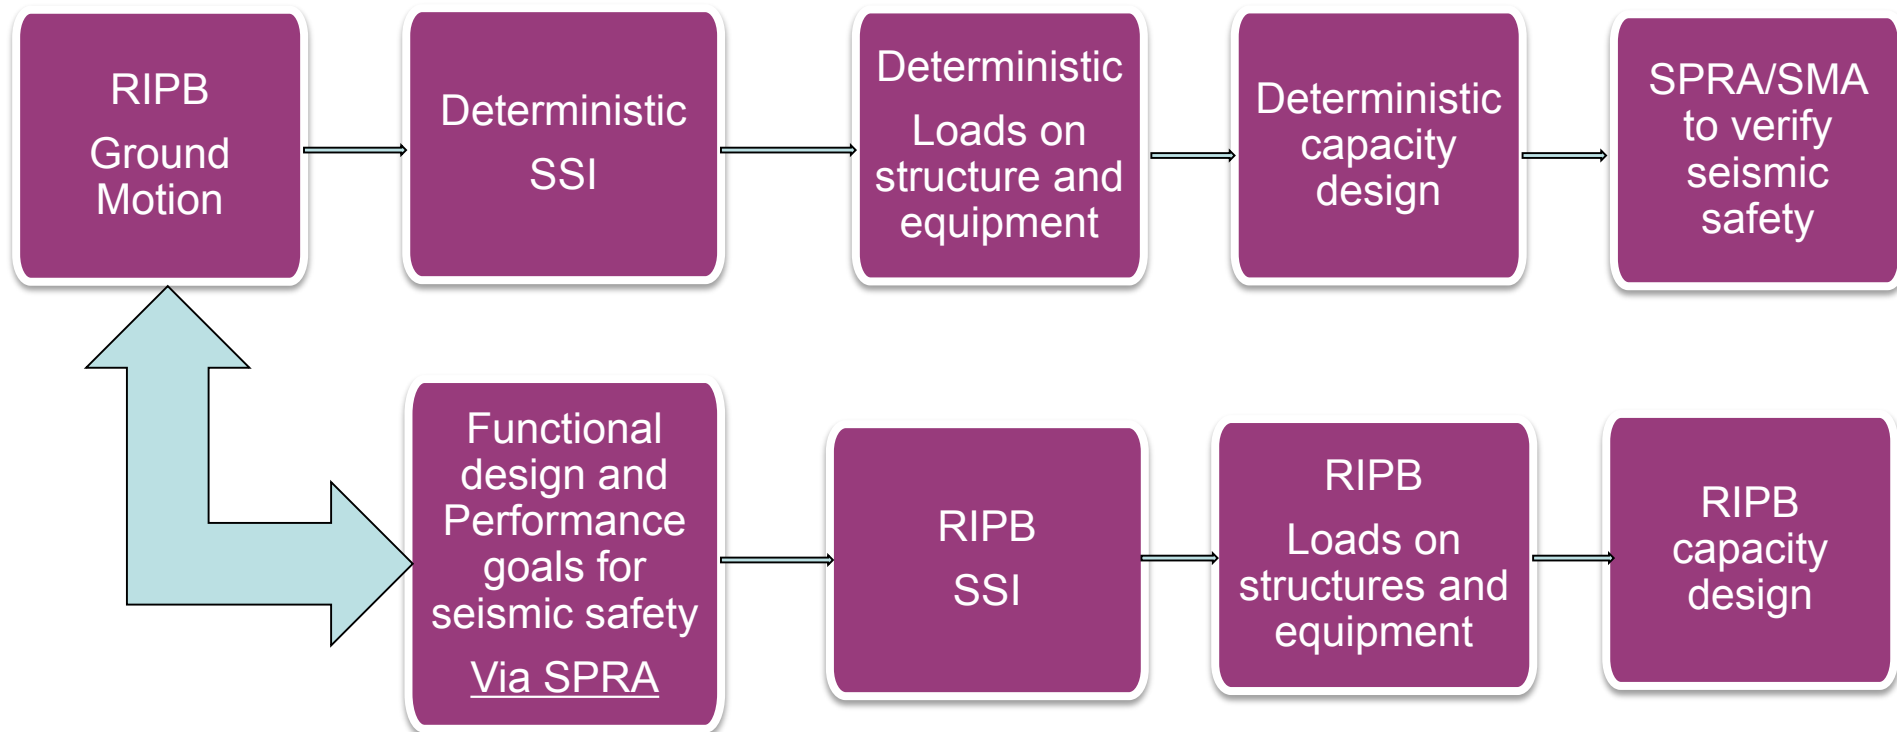 RIPB
Ground
Motion
Deterministic
SSI
Deterministic
Loads on
structure and
equipment
Deterministic
capacity
design
SPRA/SMA
to verify
seismic
safety
Functional
design and
Performance
goals for
seismic safety
Via SPRA
RIPB
SSI
RIPB
Loads on
structures and
equipment
RIPB
capacity
design